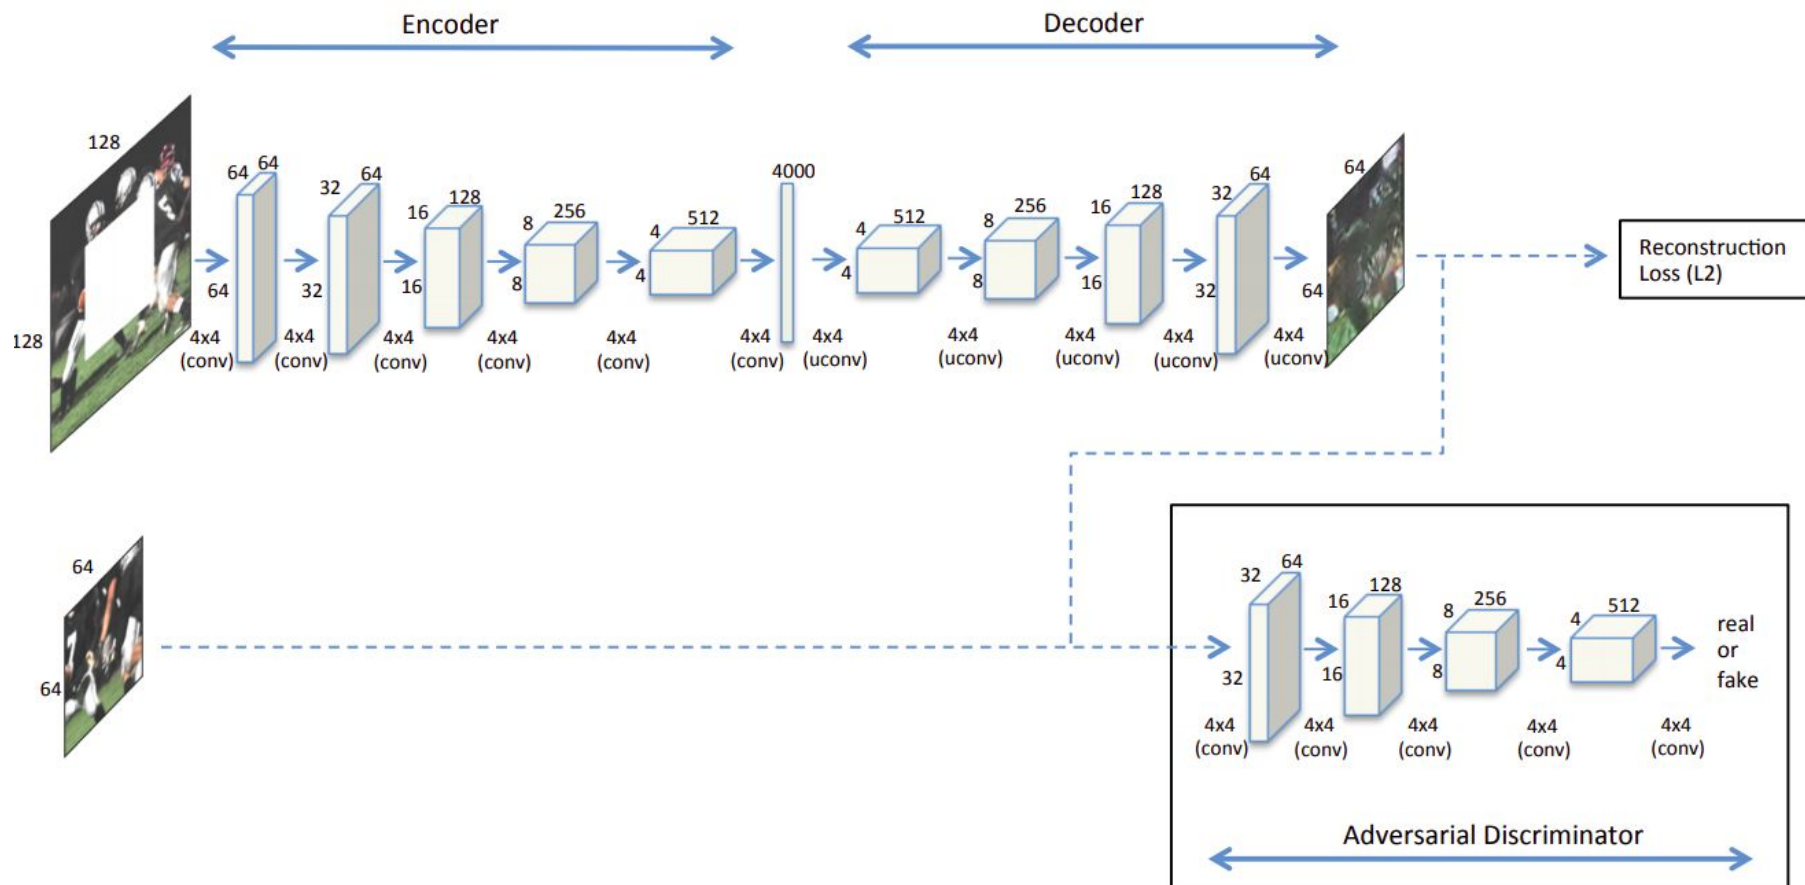 Encoder
Decoder
128
128
64
64
64
4x4
(conv)
32
64
32
4x4
(conv)
16
128
16
4x4
(conv)
8
256
8
4x4
(conv)
4
512
4
4x4
(conv)
4000
4x4
(conv)
4
512
4
4x4
(uconv)
8
256
8
4x4
(uconv)
16
128
16
4x4
(uconv)
32
64
32
4x4
(uconv)
64
64
4x4
(uconv)
Reconstruction
Loss (L2)
64
64
32
64
32
4x4
(conv)
16
128
16
4x4
(conv)
8
256
8
4x4
(conv)
4
512
4
4x4
(conv)
real
or
fake
4x4
(conv)
Adversarial Discriminator